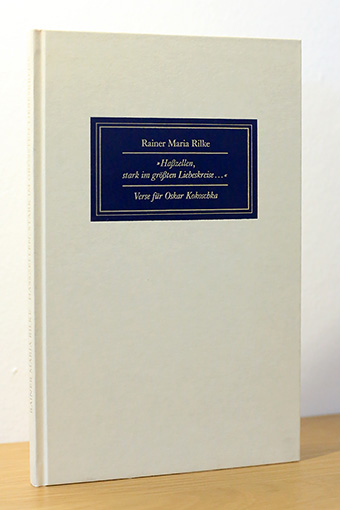 Rainer Maria Rilke
»Haßzellen,
stark im größten Liebeskreise...«
Verse für Oskar Kokoschka